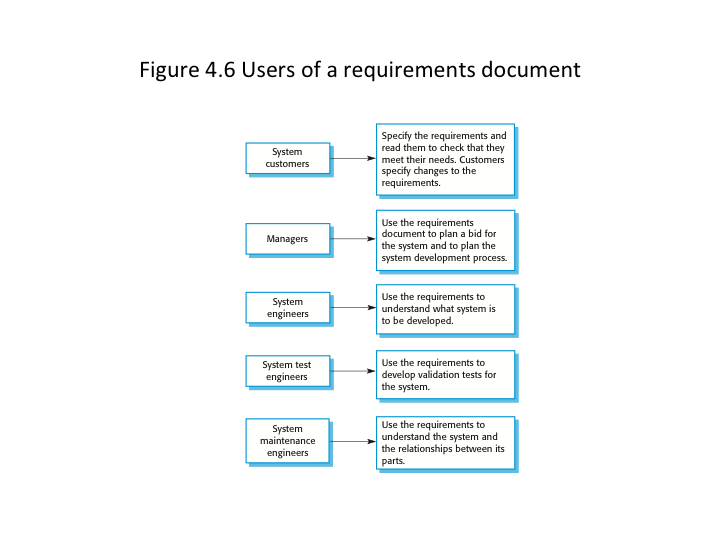 Figure 4.6 Users of a requirements document
System
customers
Specify the requirements and
read them to check that they
meet their needs. Customers
specify changes to the
requirements.
Managers
Use the requirements
document to plan a bid for
the system and to plan the
system development process.
System
engineers
Use the requirements to
understand what system is
to be developed.
System test
engineers
Use the requirements to
develop validation tests for
the system.
System
maintenance
engineers
Use the requirements to
understand the system and
the relationships between its
parts.